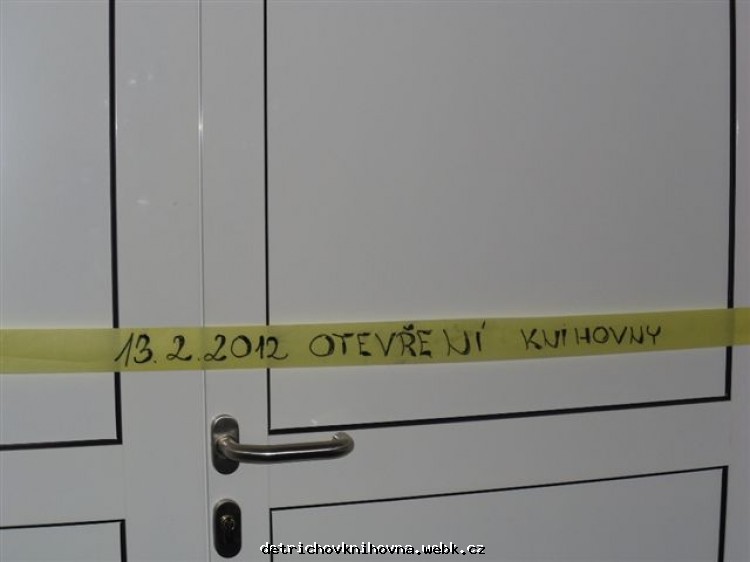 13.2.2012 OTEVŘENÍ KNIHOVNY
detrichovknihovna.webk.cz